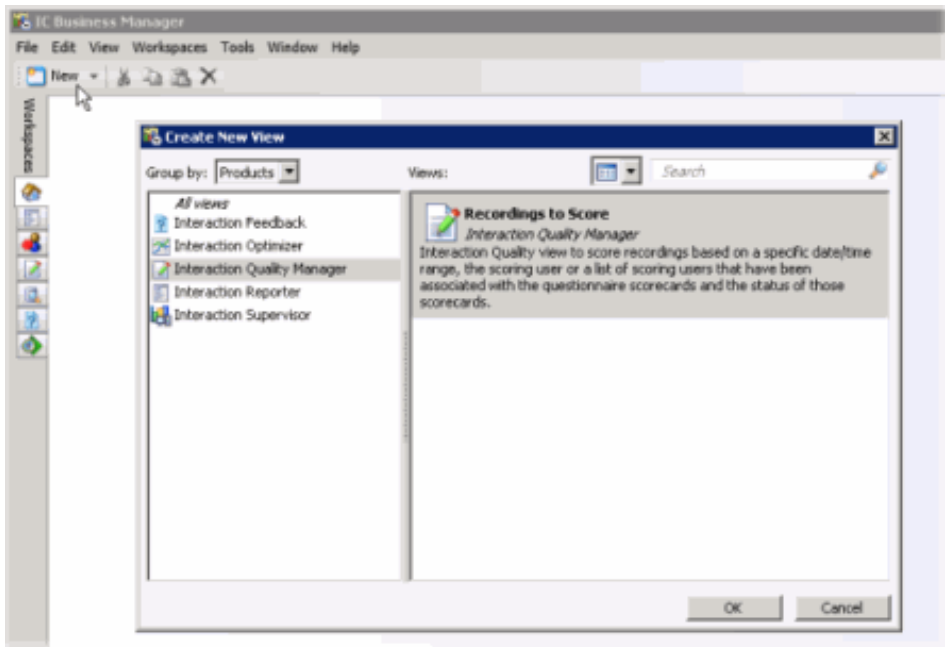 IC Business Manager
File Edit View Workspaces Tools Window Help
New
Workspaces
Create New View
Group by: Products
Views:
Search
All views
Interaction Feedback
Interaction Optimizer
Interaction Quality Manager
Interaction Reporter
Interaction Supervisor
Recordings to Score
Interaction Quality Manager
Interaction Quality view to score recordings based on a specific date/time
range, the scoring user or a list of scoring users that have been
associated with the questionnaire scorecards and the status of those
scorecards.
OK Cancel